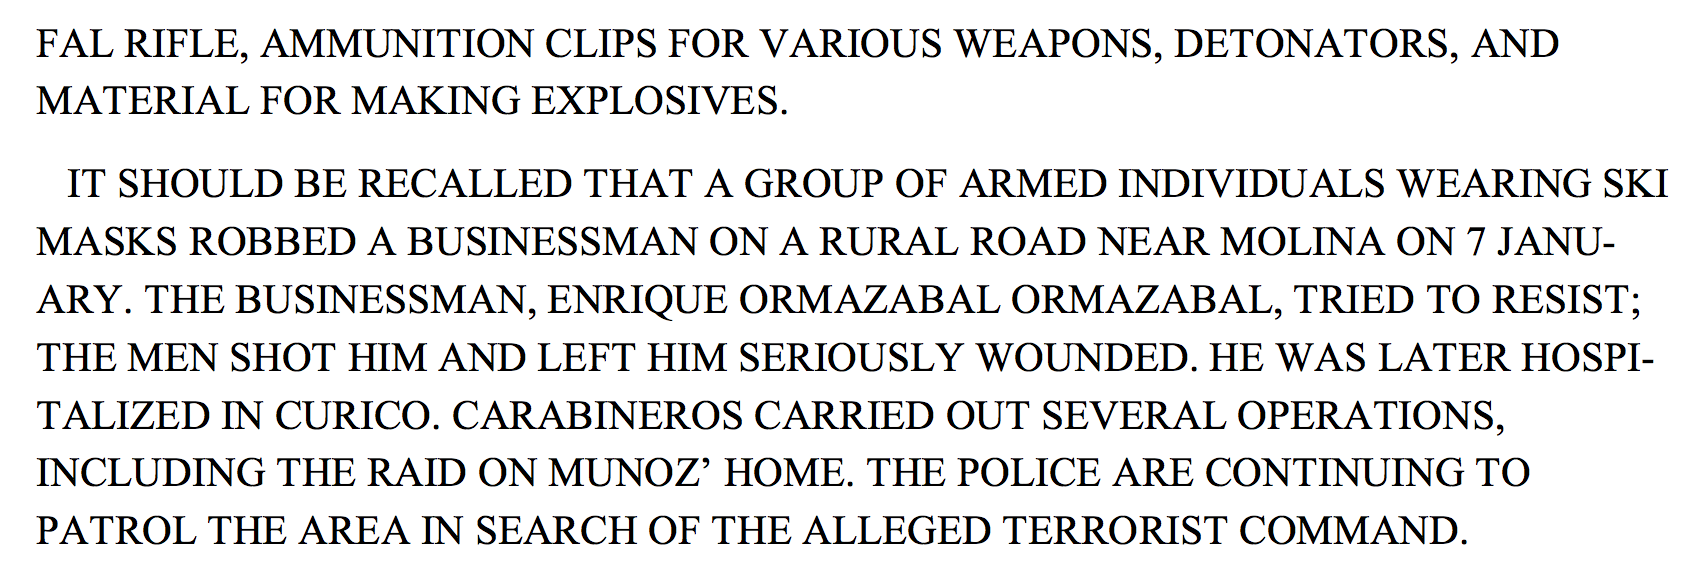 FAL RIFLE, AMMUNITION CLIPS FOR VARIOUS WEAPONS, DETONATORS, AND
MATERIAL FOR MAKING EXPLOSIVES.
IT SHOULD BE RECALLED THAT A GROUP OF ARMED INDIVIDUALS WEARING SKI
MASKS ROBBED A BUSINESSMAN ON A RURAL ROAD NEAR MOLINA ON 7 JANU-
ARY. THE BUSINESSMAN, ENRIQUE ORMAZABAL ORMAZABAL, TRIED TO RESIST;
THE MEN SHOT HIM AND LEFT HIM SERIOUSLY WOUNDED. HE WAS LATER HOSPI-
TALIZED IN CURICO. CARABINEROS CARRIED OUT SEVERAL OPERATIONS,
INCLUDING THE RAID ON MUNOZ’ HOME. THE POLICE ARE CONTINUING TO
PATROL THE AREA IN SEARCH OF THE ALLEGED TERRORIST COMMAND.